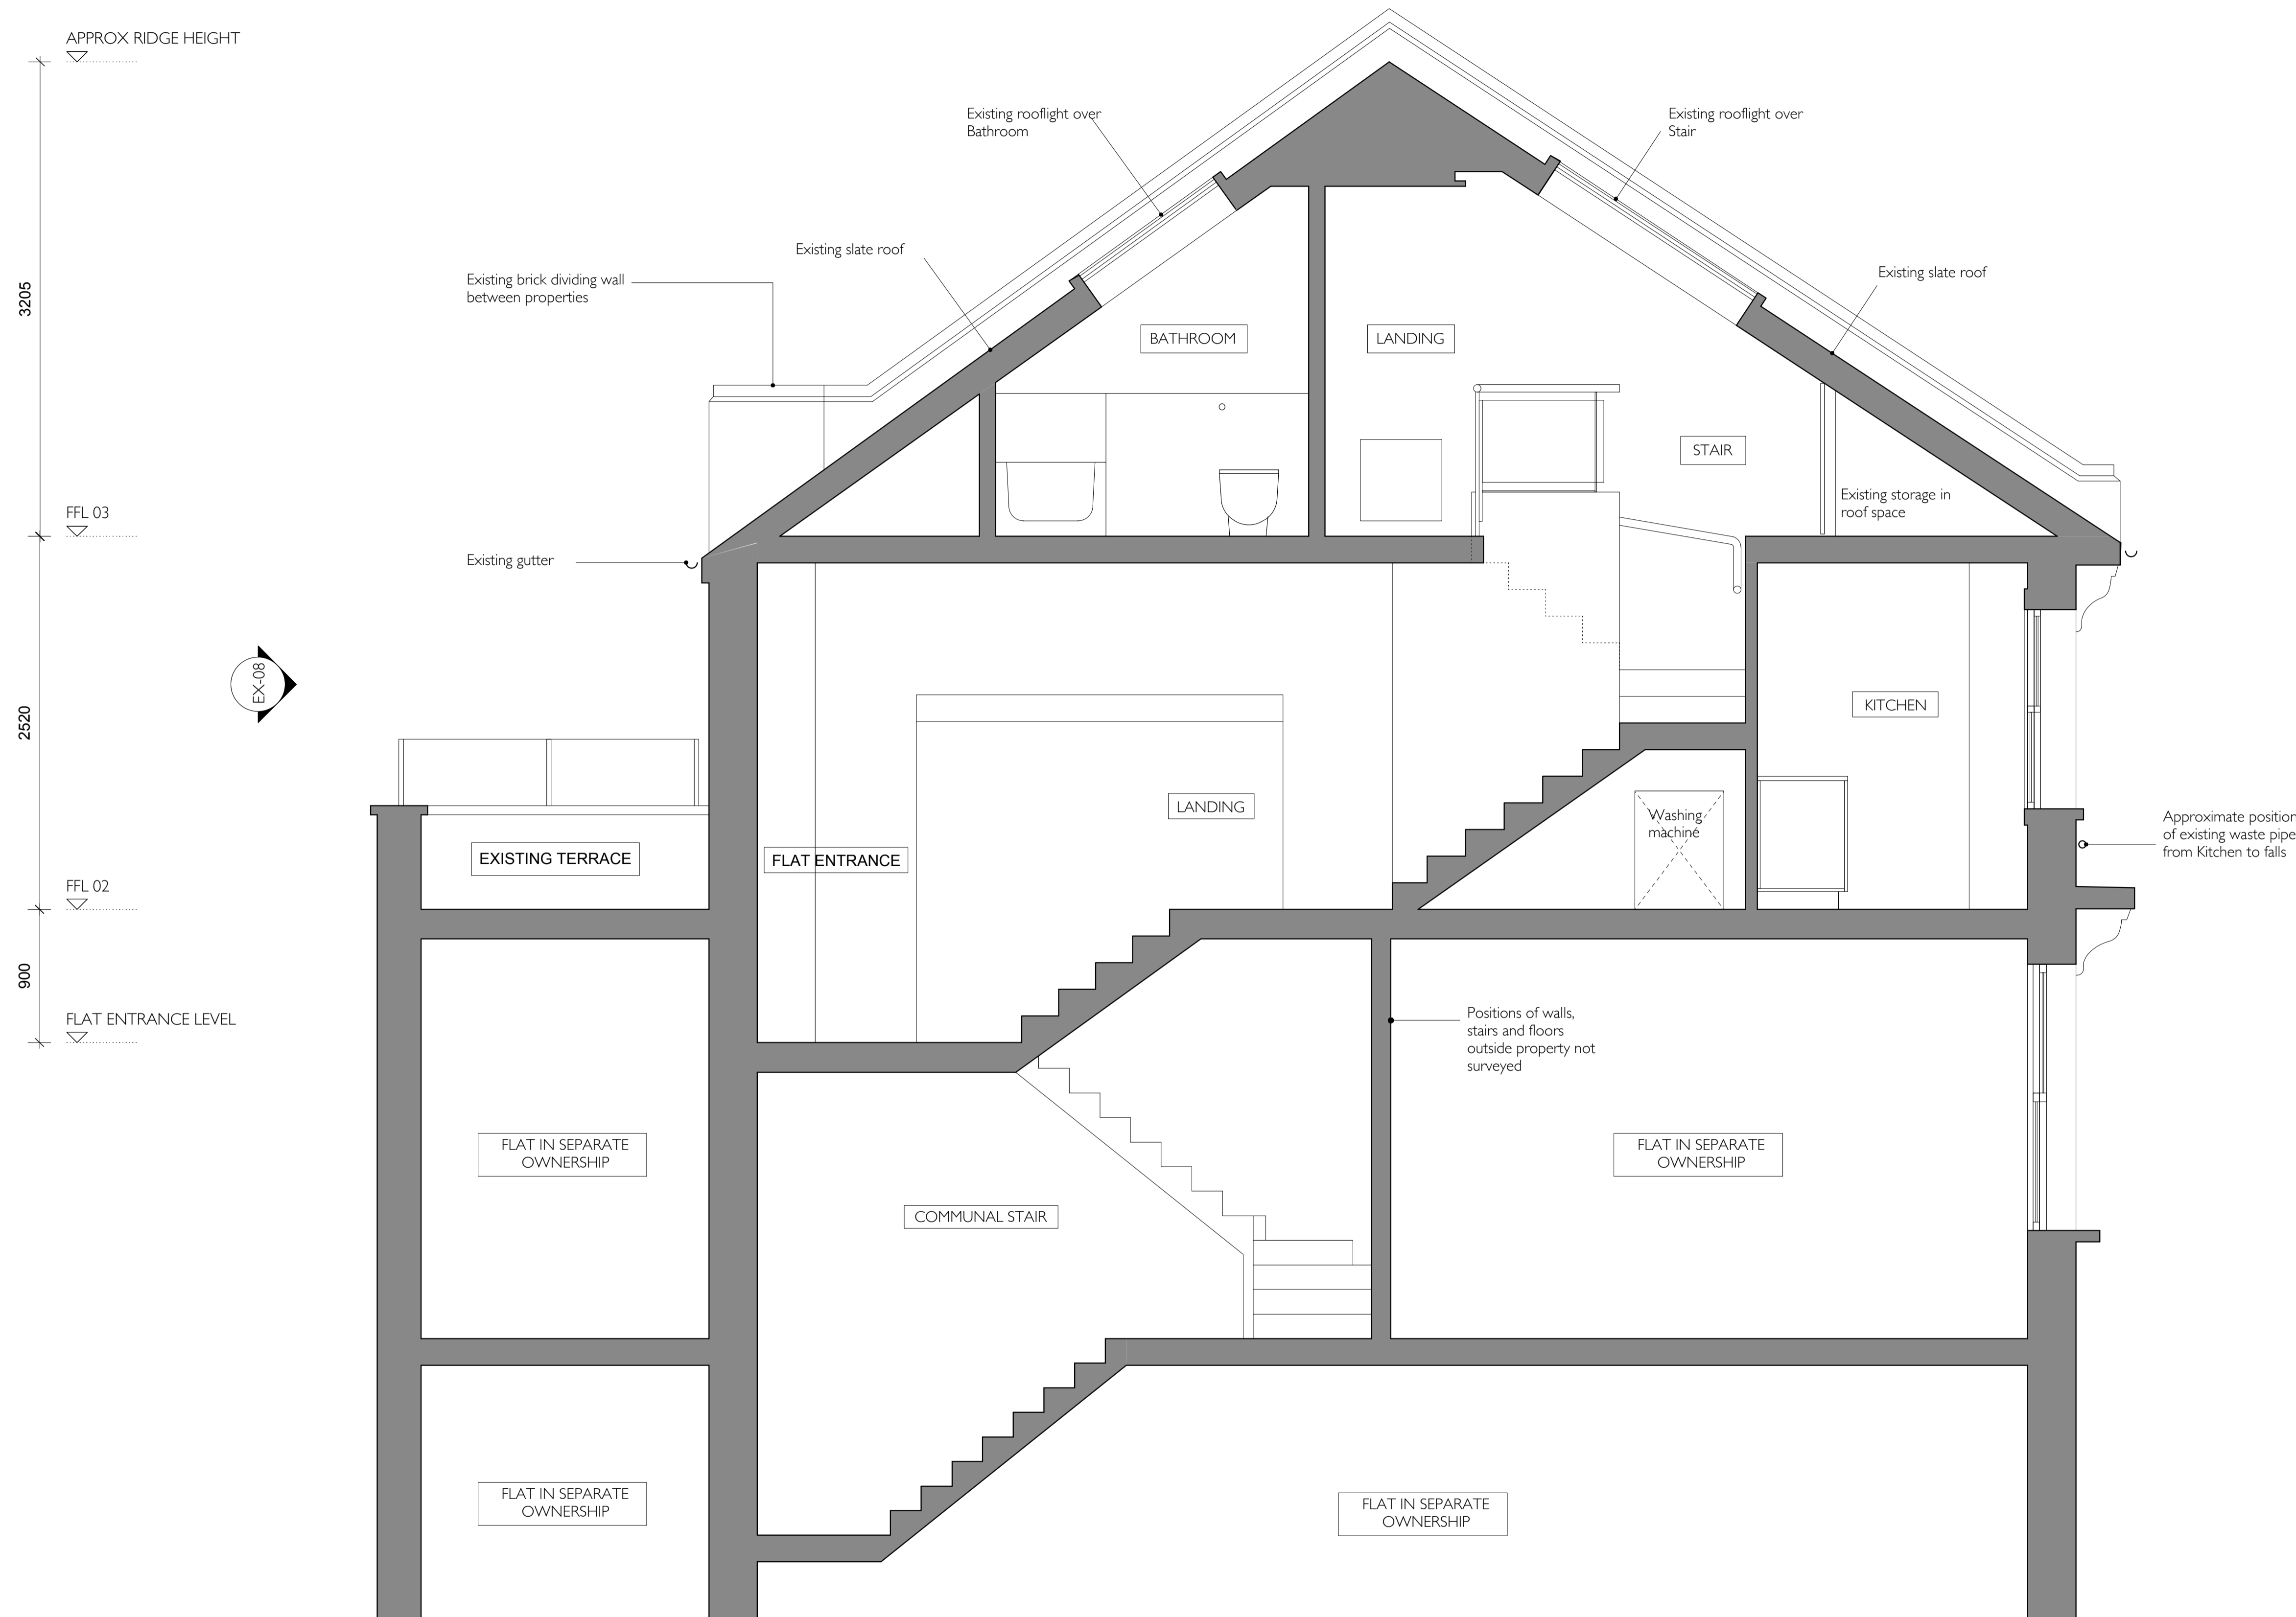 APPROX RIDGE HEIGHT
Existing rooflight over
Bathroom
Existing rooflight over
Stair
Existing slate roof
Existing slate roof
Existing brick dividing wall
between properties
3205
BATHROOM
LANDING
STAIR
Existing storage in
roof space
FFL 03
Existing gutter
EX-08
2520
KITCHEN
LANDING
Washing
machine
Approximate position
of existing waste pipe
from Kitchen to falls
EXISTING TERRACE
FLAT ENTRANCE
FFL 02
900
FLAT ENTRANCE LEVEL
Positions of walls,
stairs and floors
outside property not
surveyed
FLAT IN SEPARATE
OWNERSHIP
FLAT IN SEPARATE
OWNERSHIP
COMMUNAL STAIR
FLAT IN SEPARATE
OWNERSHIP
FLAT IN SEPARATE
OWNERSHIP